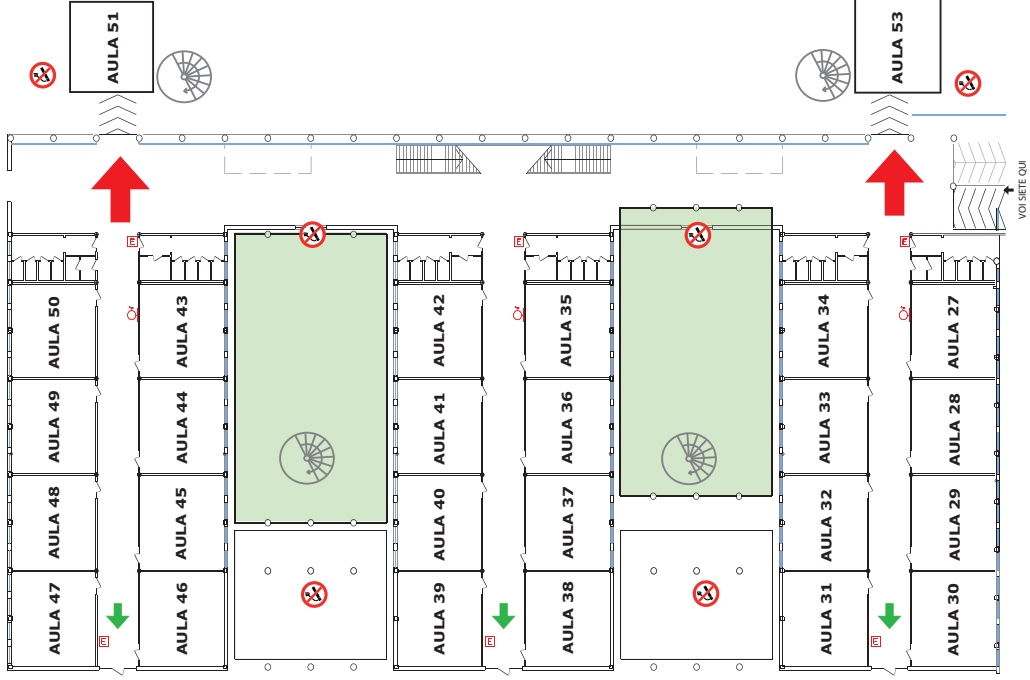 AULA 51
AULA 53
VOI SIETE QUI
E
E
E
AULA 50
AULA 43
AULA 42
AULA 35
AULA 34
AULA 27
AULA 49
AULA 44
AULA 41
AULA 36
AULA 33
AULA 28
AULA 48
AULA 45
AULA 40
AULA 37
AULA 32
AULA 29
AULA 47
AULA 46
AULA 39
AULA 38
AULA 31
AULA 30
E
E
E